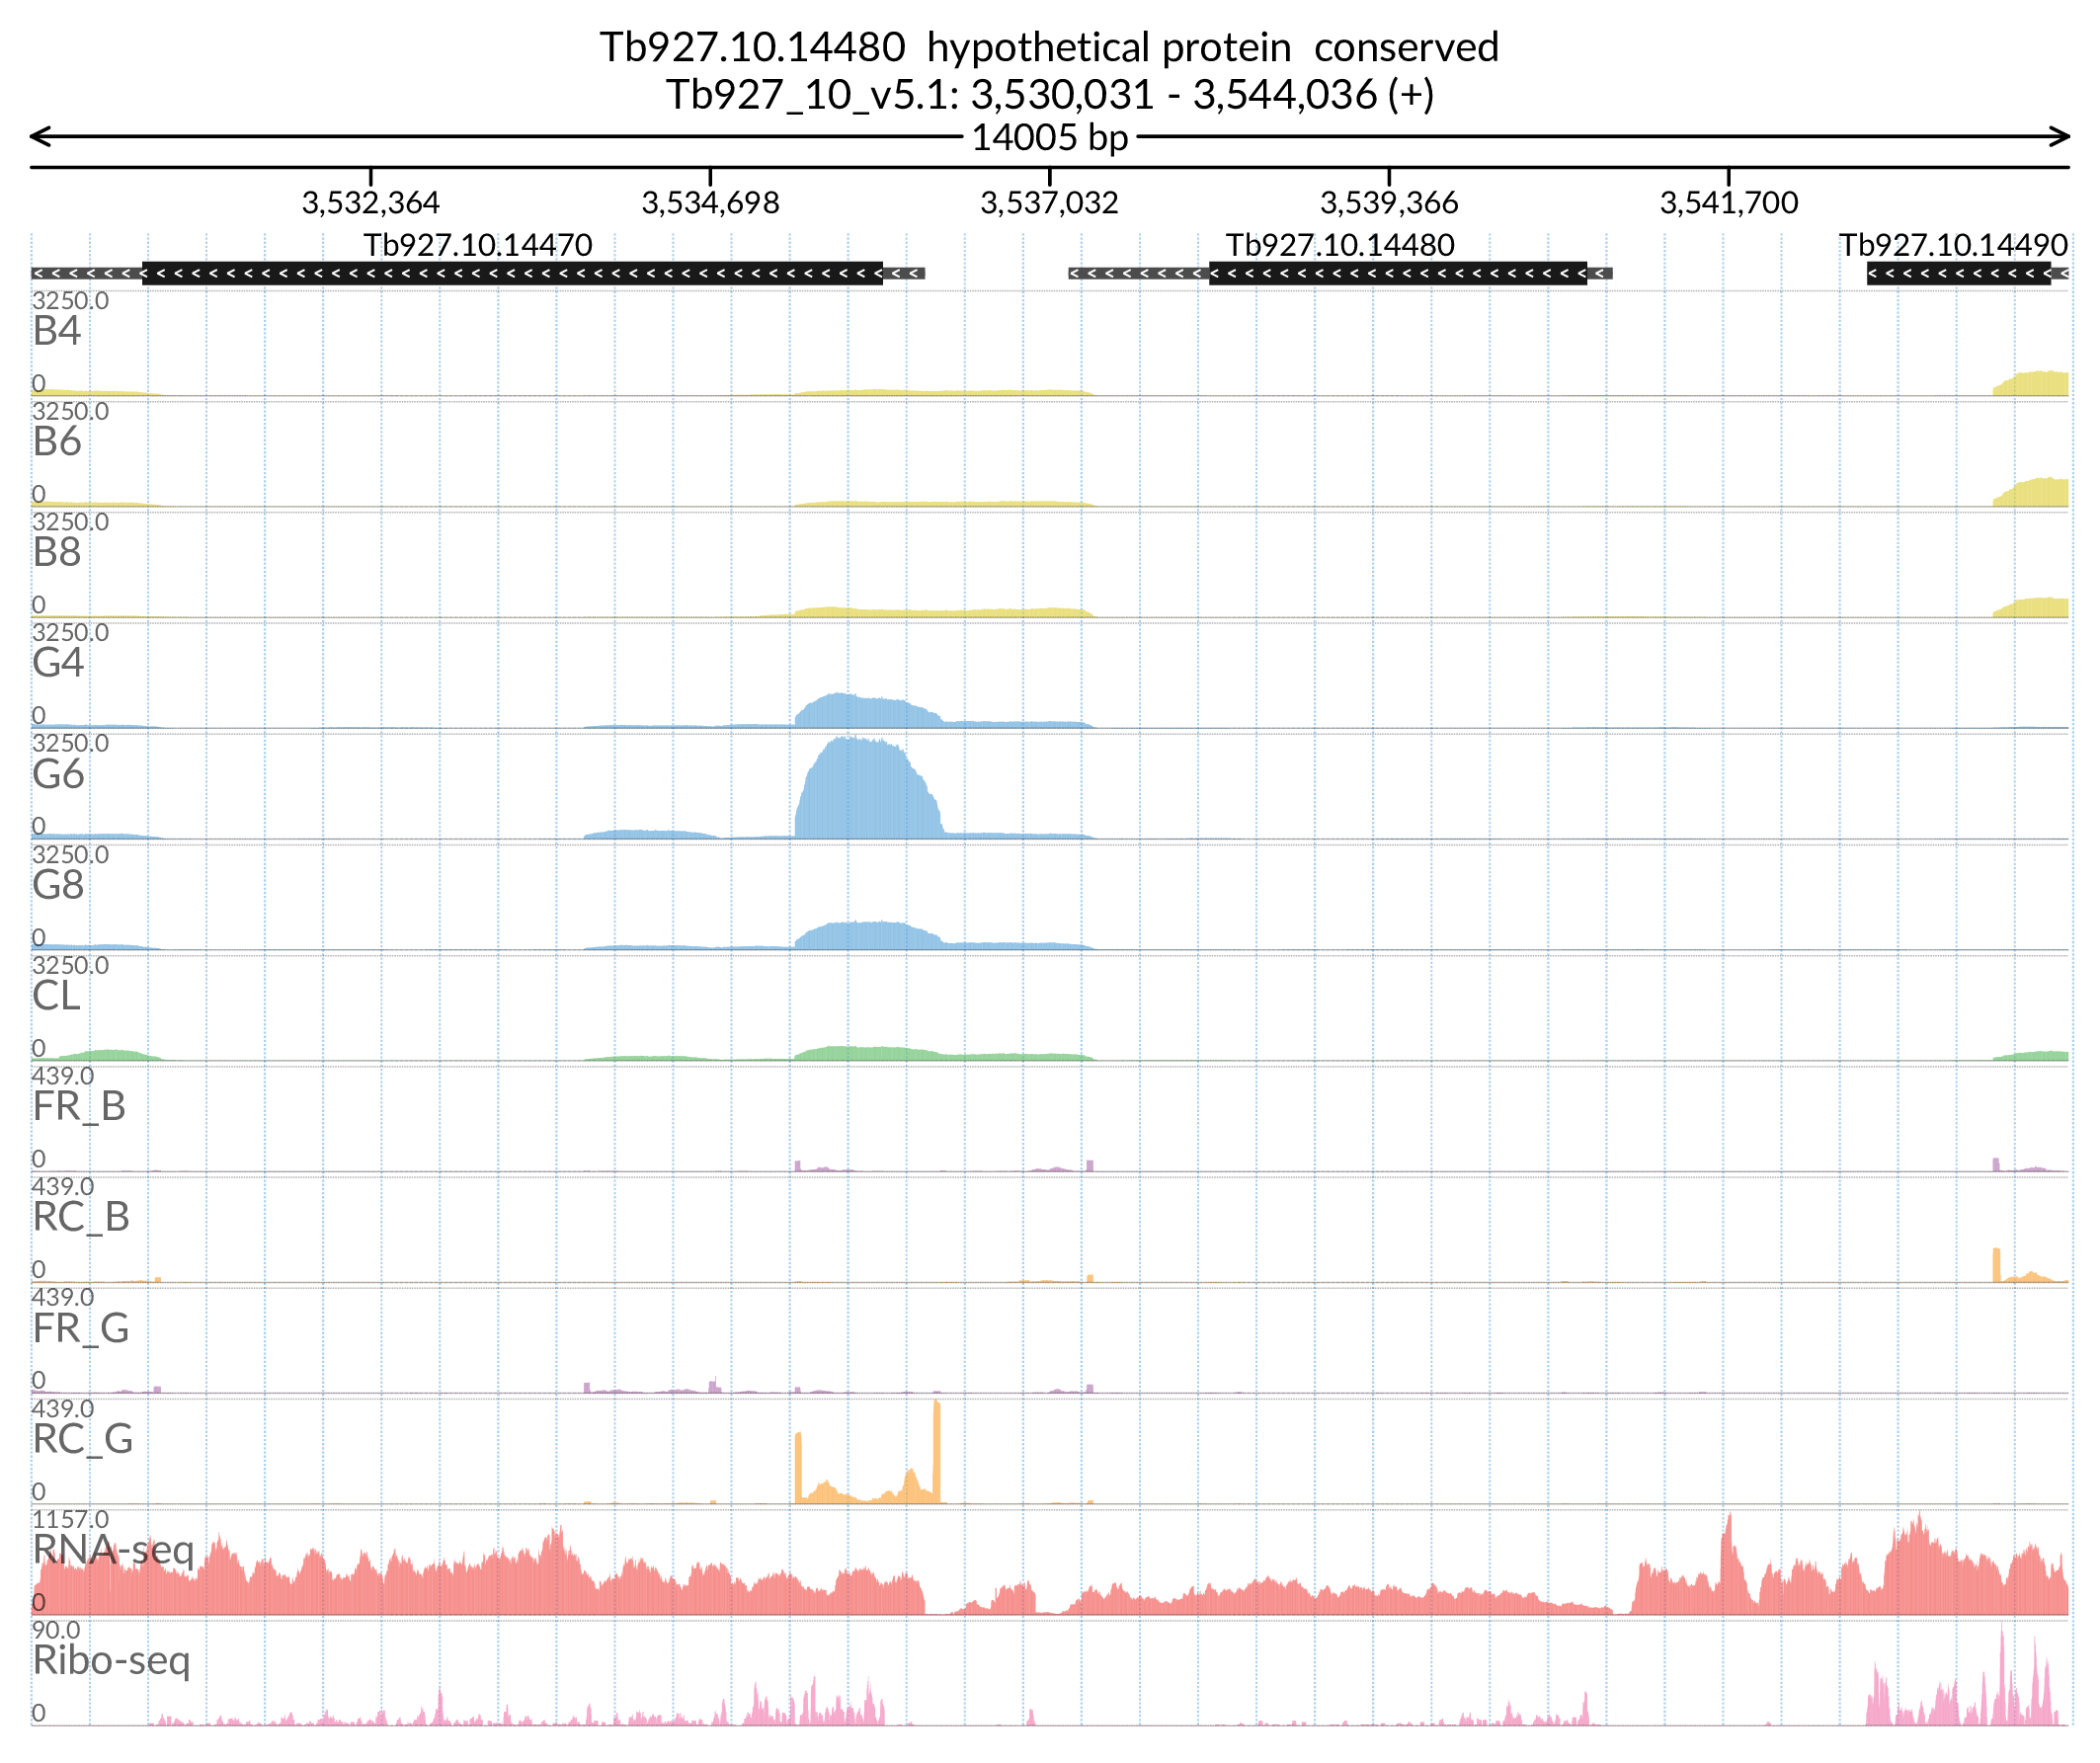 Tb927.10.14480 hypothetical protein conserved
Tb927_10_v5.1: 3,530,031 - 3,544,036 (+)
14005 bp
3,532,364 3,534,698 3,537,032 3,539,366 3,541,700
Tb927.10.14470 Tb927.10.14480 Tb927.10.14490
3250.0
B4
0
3250.0
B6
0
3250.0
B8
0
3250.0
G4
0
3250.0
G6
0
3250.0
G8
0
3250.0
CL
0
439.0
FR_B
0
439.0
RC_B
0
439.0
FR_G
0
439.0
RC_G
0
1157.0
RNA-seq
0
90.0
Ribo-seq
0